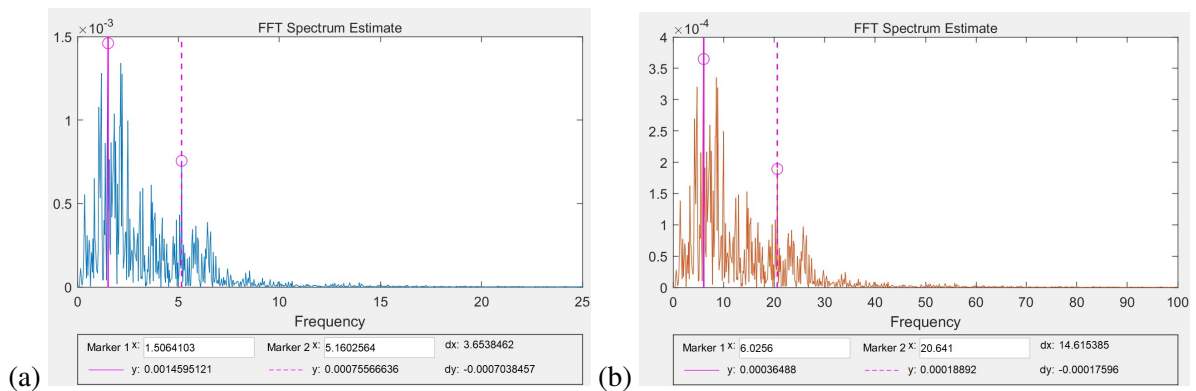 ×10⁻³
FFT Spectrum Estimate
1.5
1
0.5
0
0 5 10 15 20 25
Frequency
Marker 1 x: 1.5064103 Marker 2 x: 5.1602564 dx: 3.6538462
y: 0.0014595121 y: 0.00075566636 dy: -0.0007038457
(a)
×10⁻⁴
FFT Spectrum Estimate
4
3.5
3
2.5
2
1.5
1
0.5
0
0 10 20 30 40 50 60 70 80 90 100
Frequency
Marker 1 x: 6.0256 Marker 2 x: 20.641 dx: 14.615385
y: 0.00036488 y: 0.00018892 dy: -0.00017596
(b)